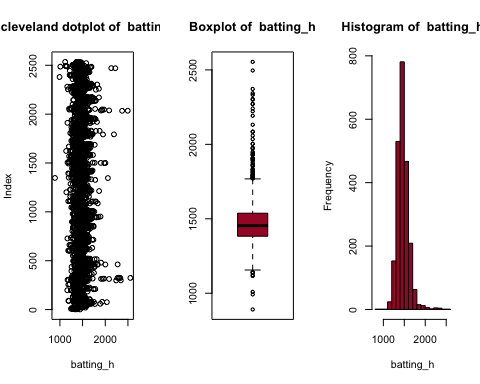 cleveland dotplot of  battin
Boxplot of  batting_h
Histogram of  batting_h
Index
0
500
1000
1500
2000
2500
1000
2000
batting_h
1000
1500
2000
2500
Frequency
0
200
400
600
800
1000
2000
batting_h